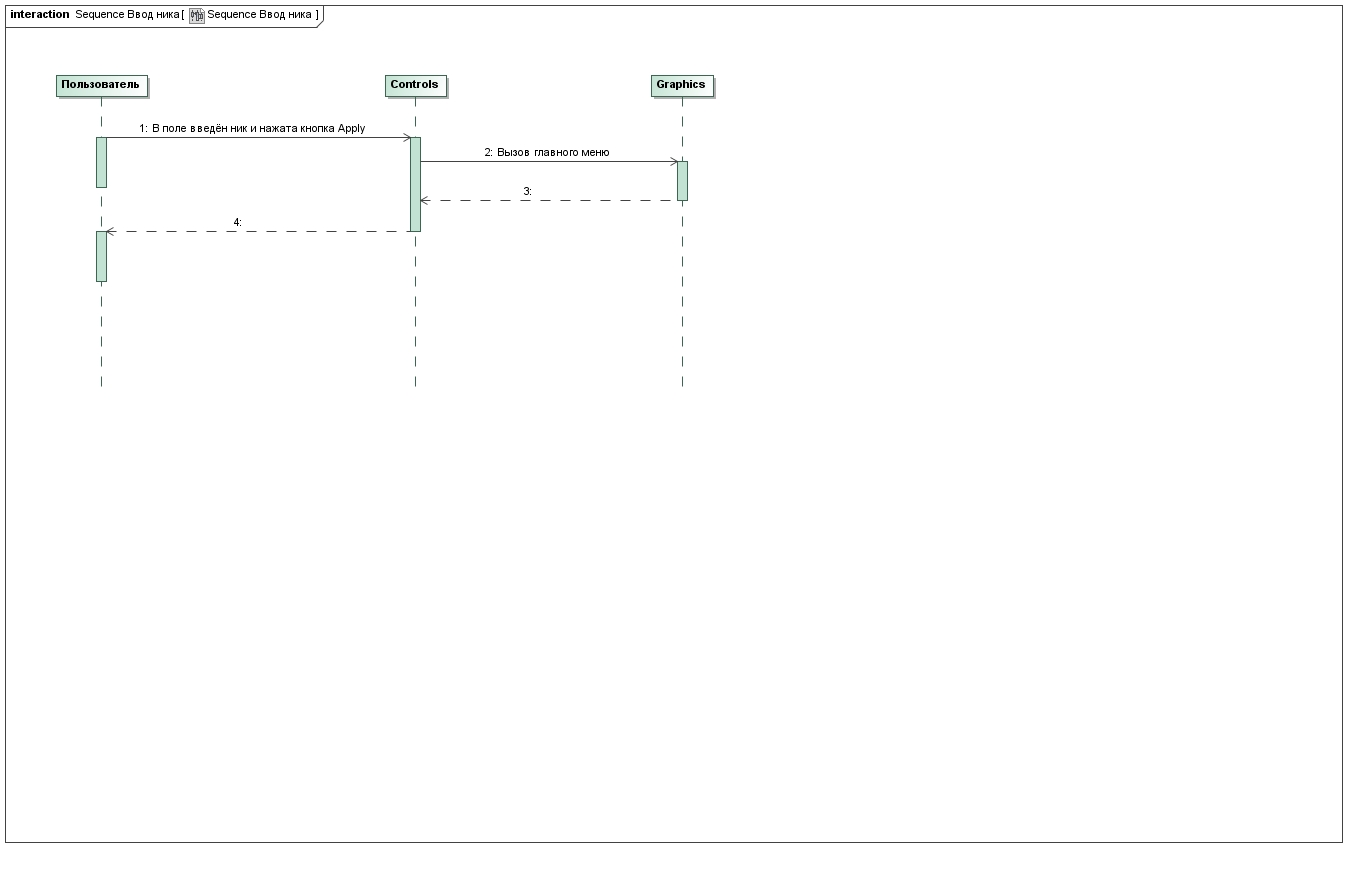 interaction Sequence Ввод ника [ Sequence Ввод ника ]
Пользователь
Controls
Graphics
1: В поле введён ник и нажата кнопка Apply
2: Вызов главного меню
3:
4: